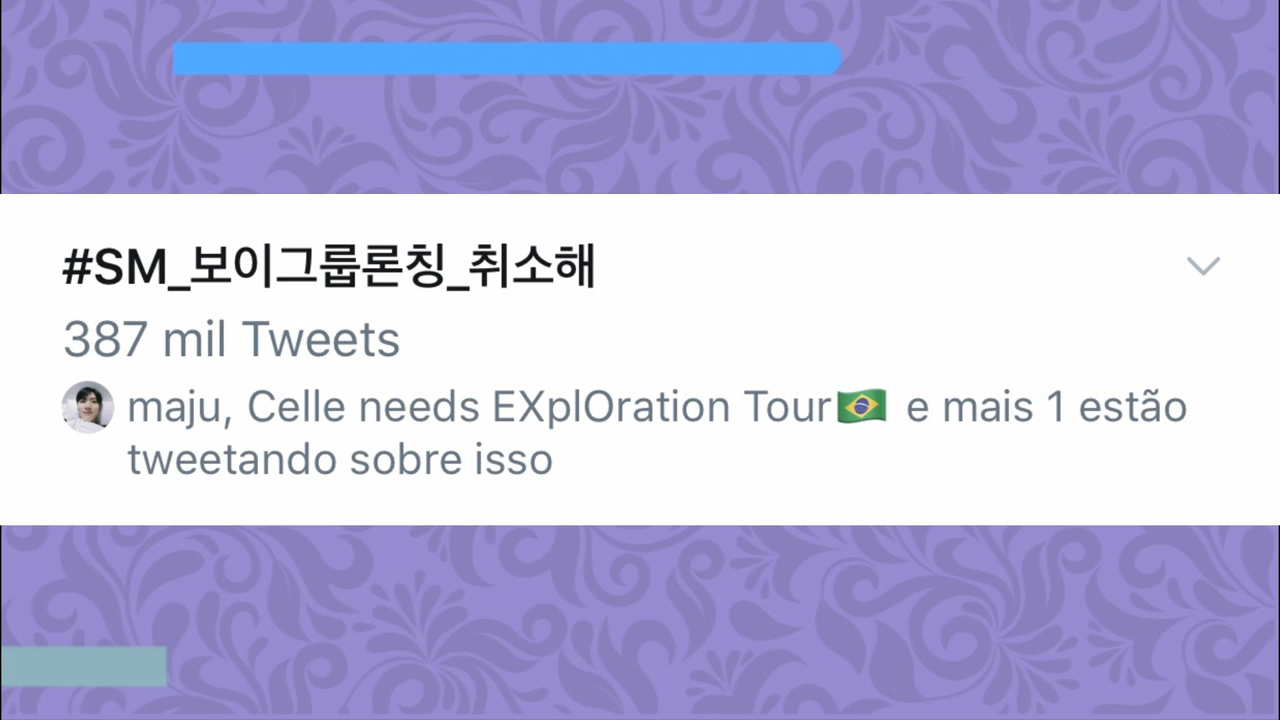 #SM_보이그룹론칭_취소해
387 mil Tweets
maju, Celle needs EXplOration Tour🇧🇷 e mais 1 estão
tweetando sobre isso